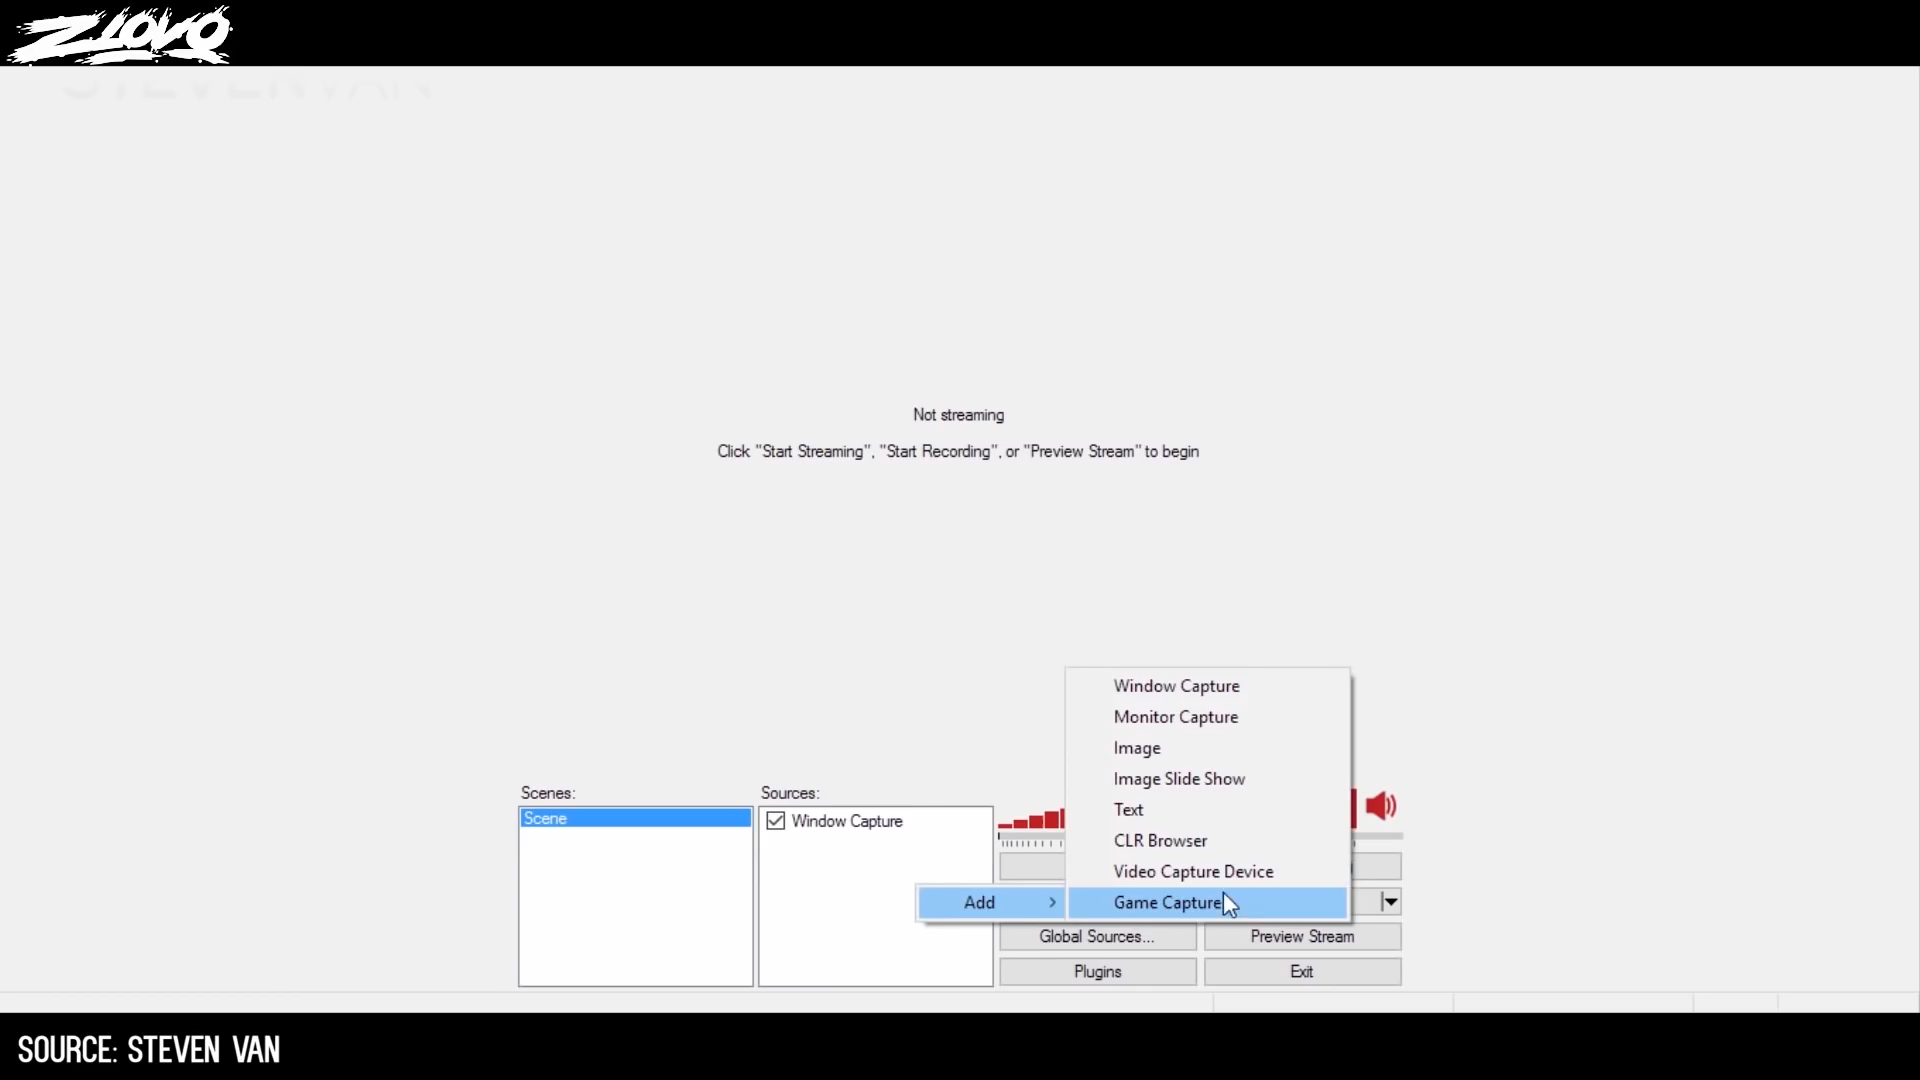 ZLOVO
STEVENVAN
Not streaming
Click "Start Streaming", "Start Recording", or "Preview Stream" to begin
Window Capture
Monitor Capture
Image
Image Slide Show
Text
CLR Browser
Video Capture Device
Game Capture
Add
Scenes:
Scene
Sources:
Window Capture
Global Sources...
Preview Stream
Plugins
Exit
SOURCE: STEVEN VAN